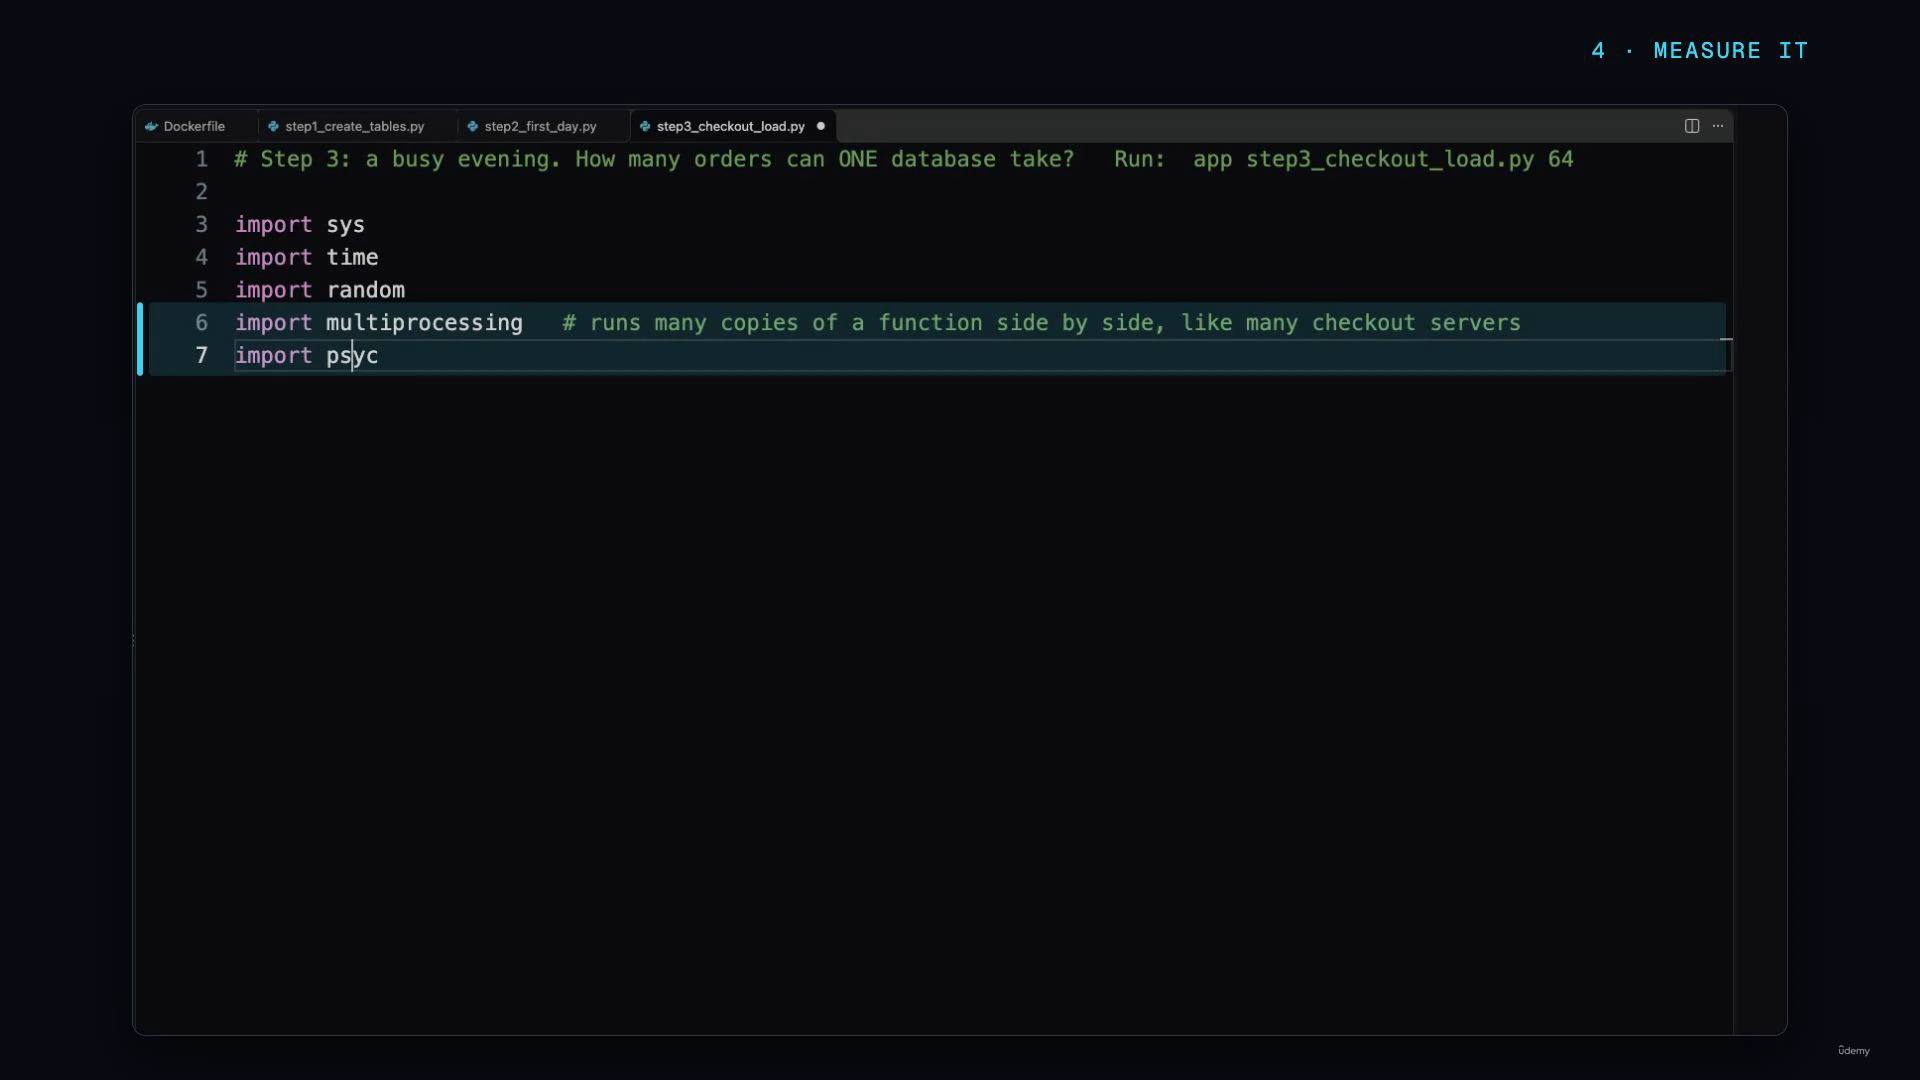 4 · MEASURE IT
Dockerfile step1_create_tables.py step2_first_day.py step3_checkout_load.py
1 # Step 3: a busy evening. How many orders can ONE database take? Run: app step3_checkout_load.py 64
2
3 import sys
4 import time
5 import random
6 import multiprocessing # runs many copies of a function side by side, like many checkout servers
7 import psyc
ûdemy